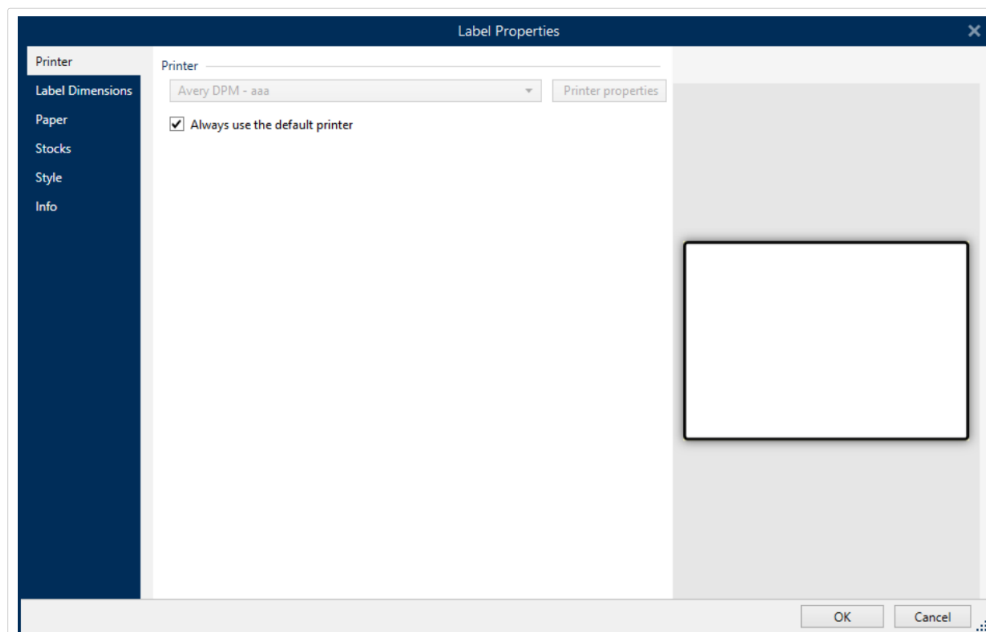 Label Properties
Printer
Label Dimensions
Paper
Stocks
Style
Info
Printer
Avery DPM - aaa
Printer properties
Always use the default printer
OK
Cancel